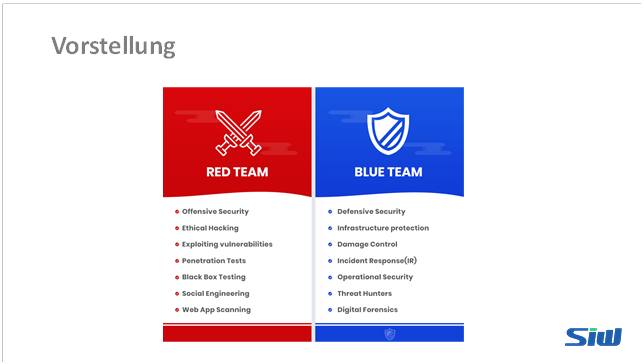 Vorstellung
RED TEAM
Offensive Security
Ethical Hacking
Exploiting vulnerabilities
Penetration Tests
Black Box Testing
Social Engineering
Web App Scanning
BLUE TEAM
Defensive Security
Infrastructure protection
Damage Control
Incident Response(IR)
Operational Security
Threat Hunters
Digital Forensics
SiW